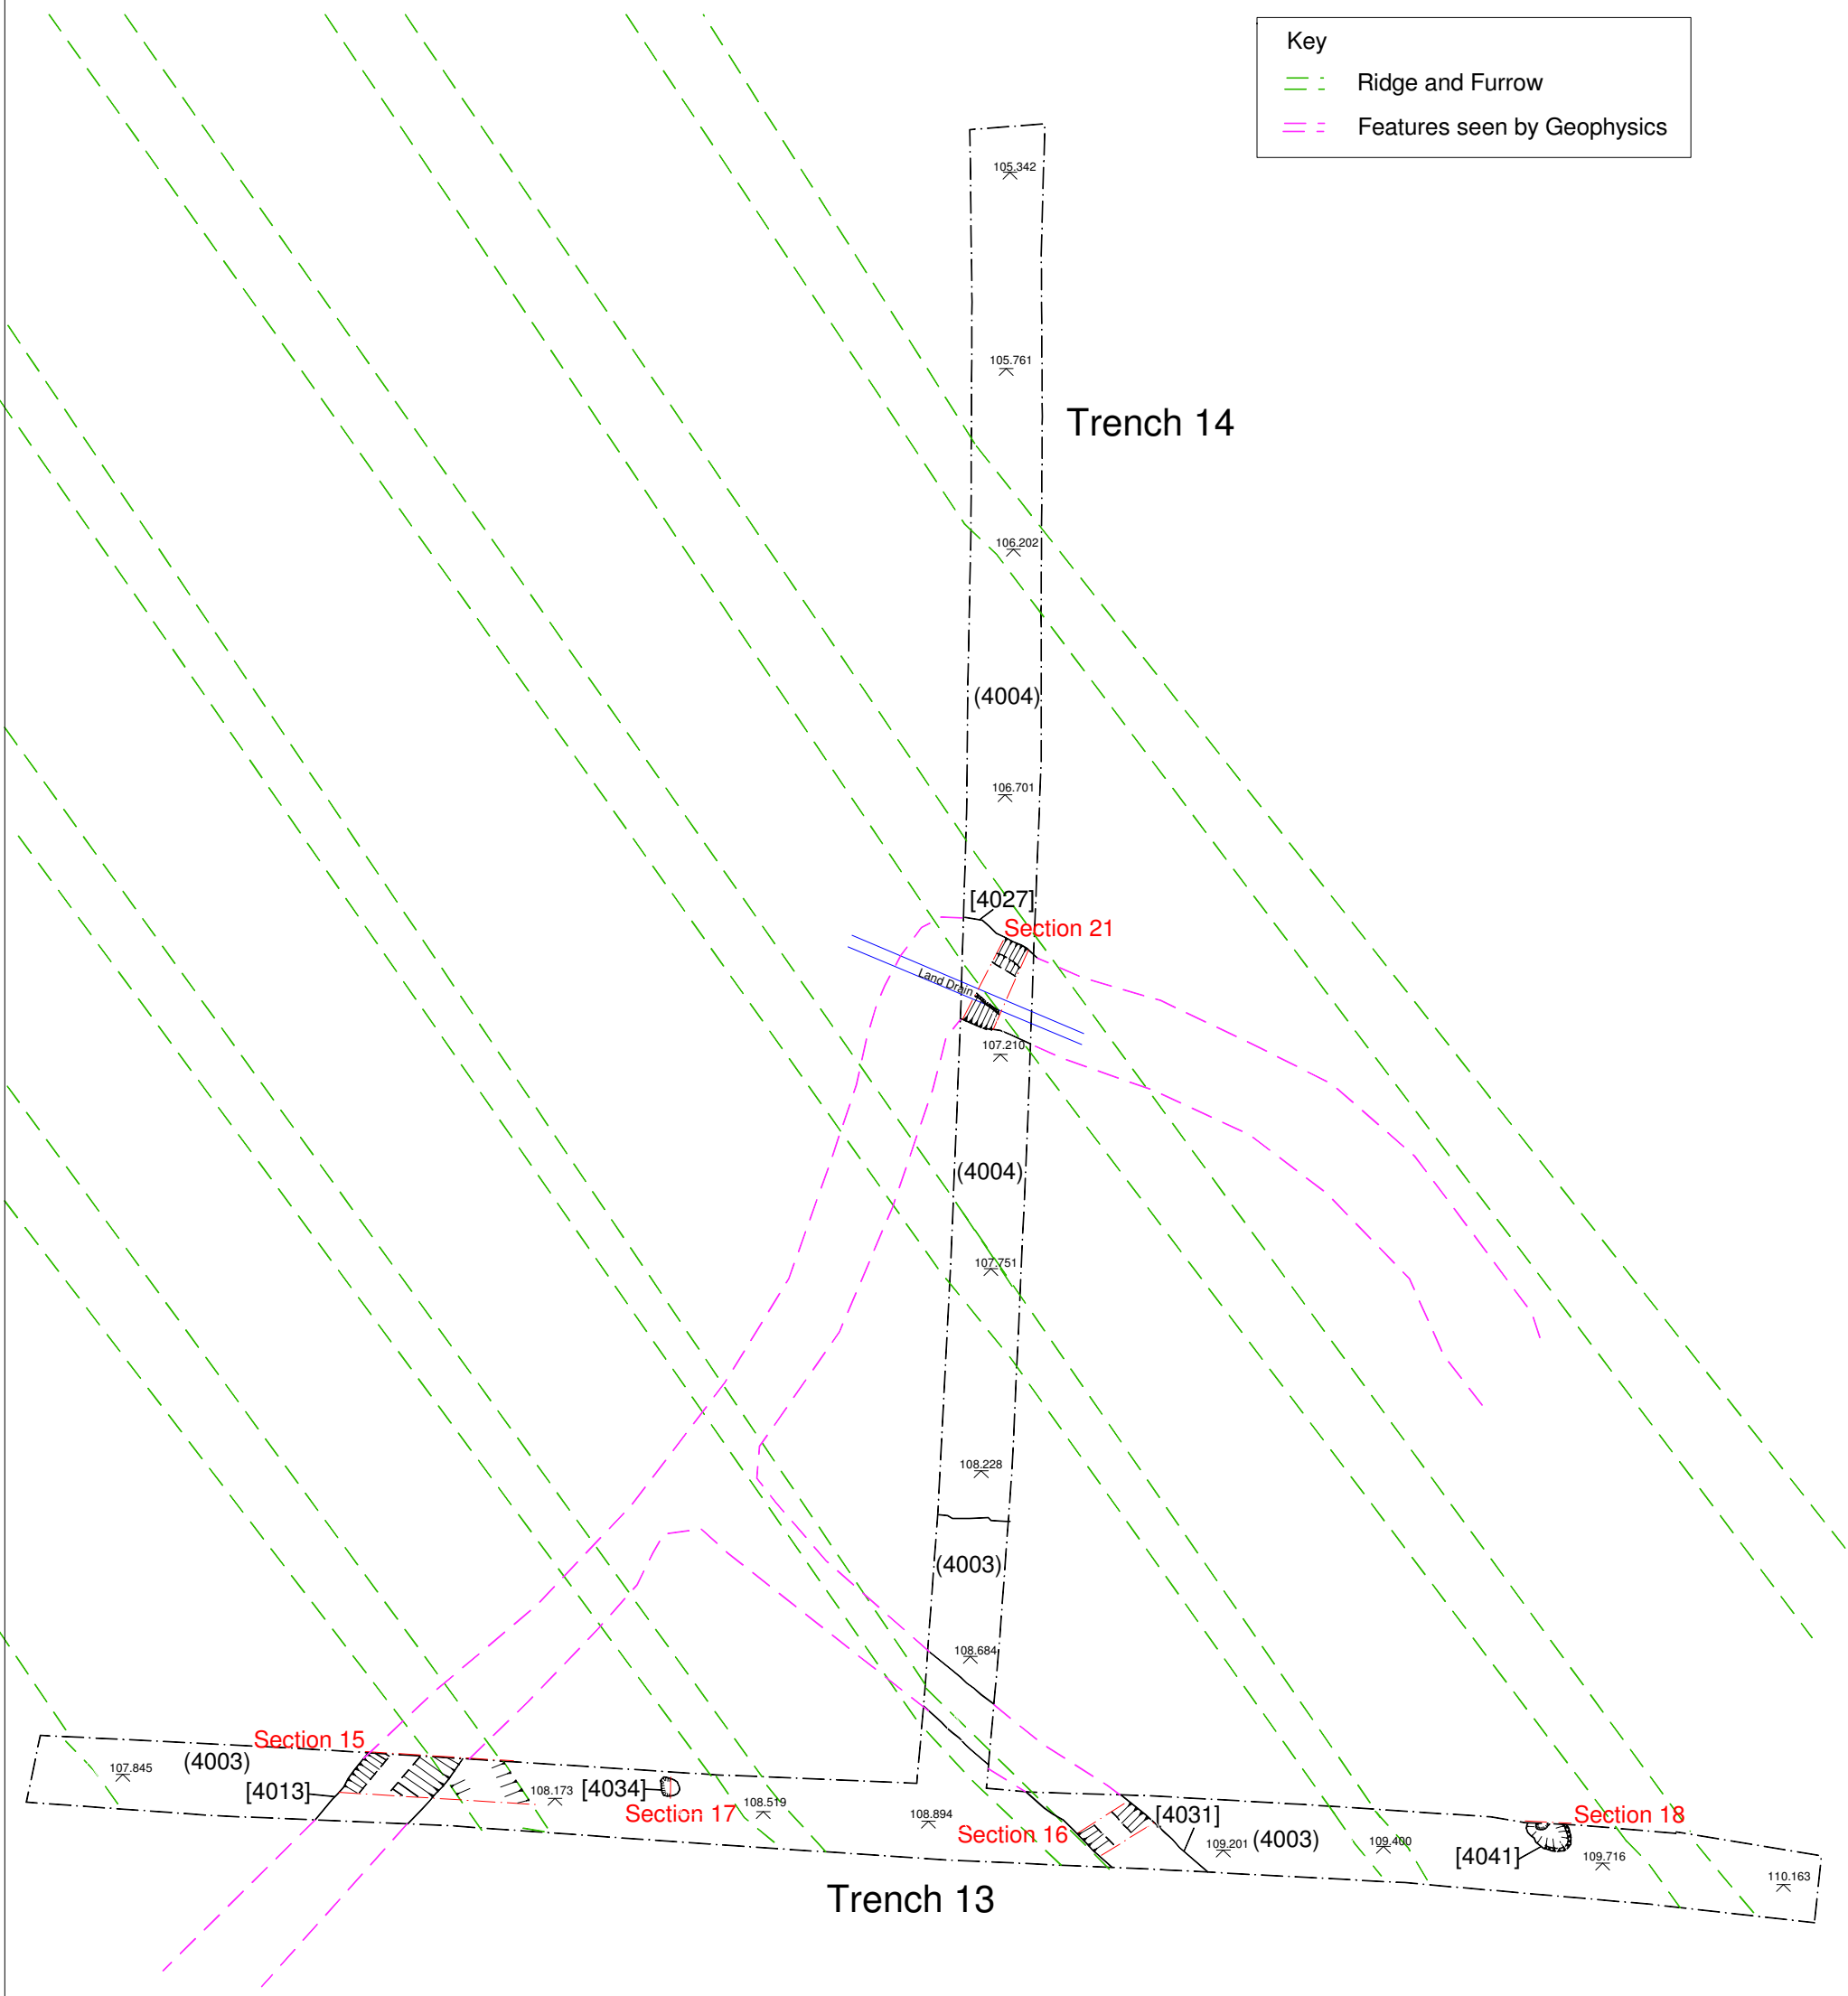 Key
Ridge and Furrow
Features seen by Geophysics
105.342
105.761
Trench 14
106.202
(4004)
106.701
[4027]
Section 21
Land Drain
107.210
(4004)
107.751
108.228
(4003)
108.684
Section 15
(4003)
107.845
[4013]
108.173
[4034]
Section 17
108.519
108.894
Section 16
[4031]
109.201
(4003)
109.400
Section 18
[4041]
109.716
110.163
Trench 13